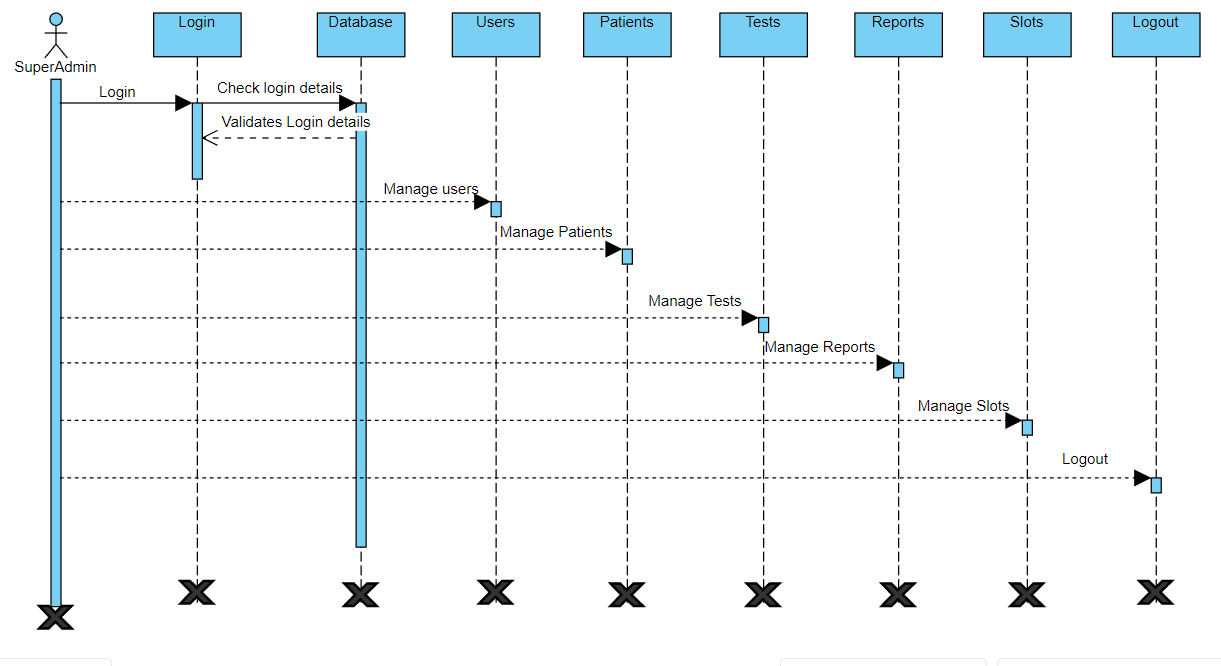 Login
Database
Users
Patients
Tests
Reports
Slots
Logout
SuperAdmin
Login
Check login details
Validates Login details
Manage users
Manage Patients
Manage Tests
Manage Reports
Manage Slots
Logout